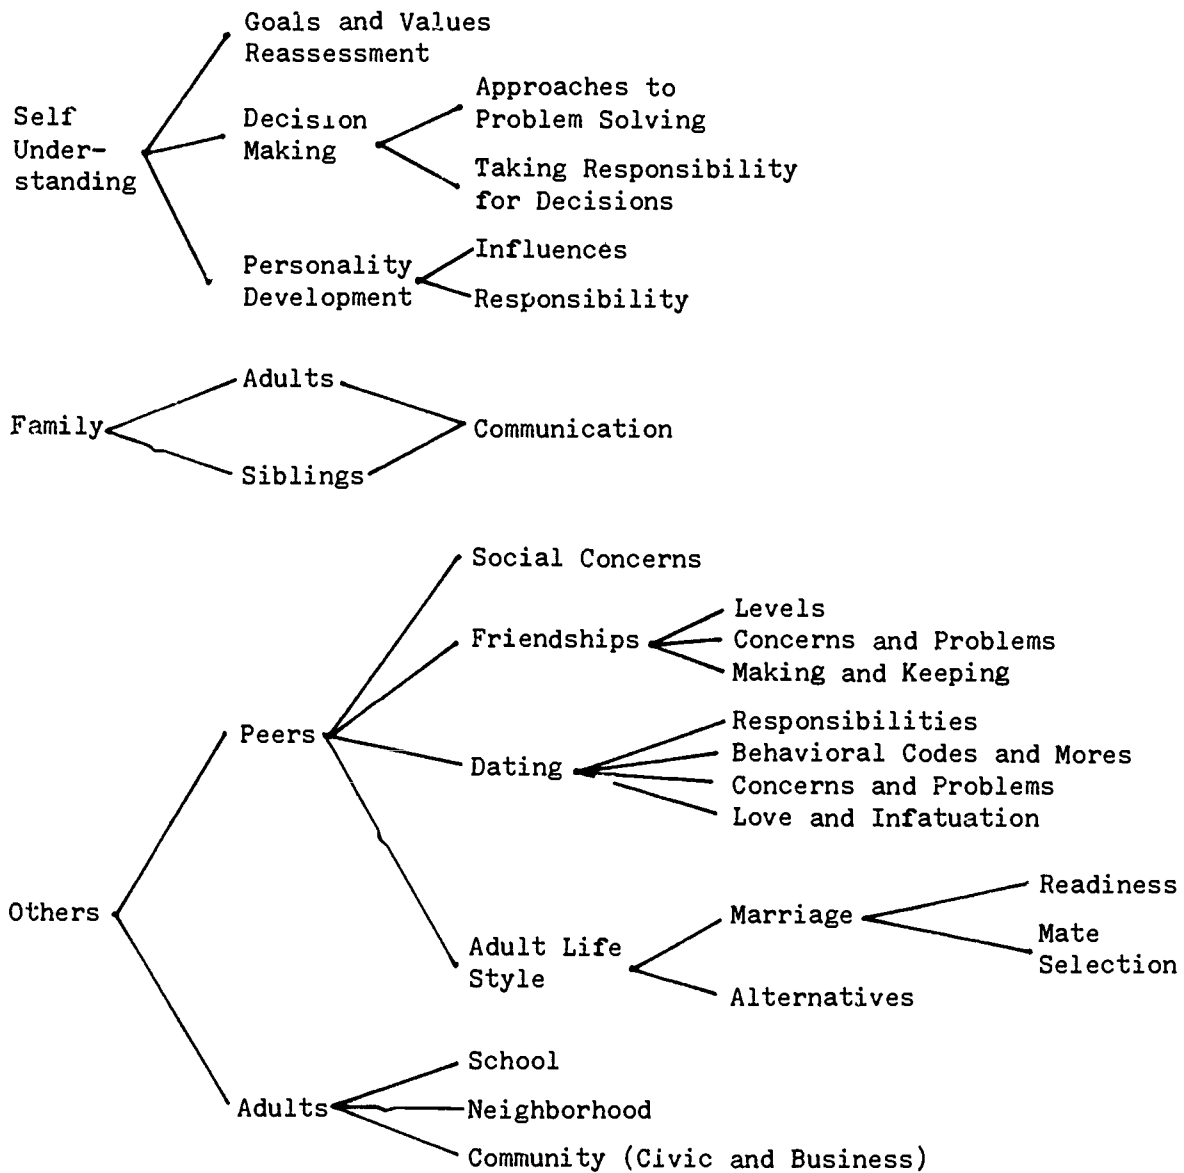 Goals and Values
Reassessment
Self
Under-
standing
Decision
Making
Approaches to
Problem Solving
Taking Responsibility
for Decisions
Personality
Development
Influences
Responsibility
Family
Adults
Siblings
Communication
Others
Peers
Social Concerns
Friendships
Levels
Concerns and Problems
Making and Keeping
Dating
Responsibilities
Behavioral Codes and Mores
Concerns and Problems
Love and Infatuation
Adult Life
Style
Marriage
Readiness
Mate
Selection
Alternatives
Adults
School
Neighborhood
Community (Civic and Business)